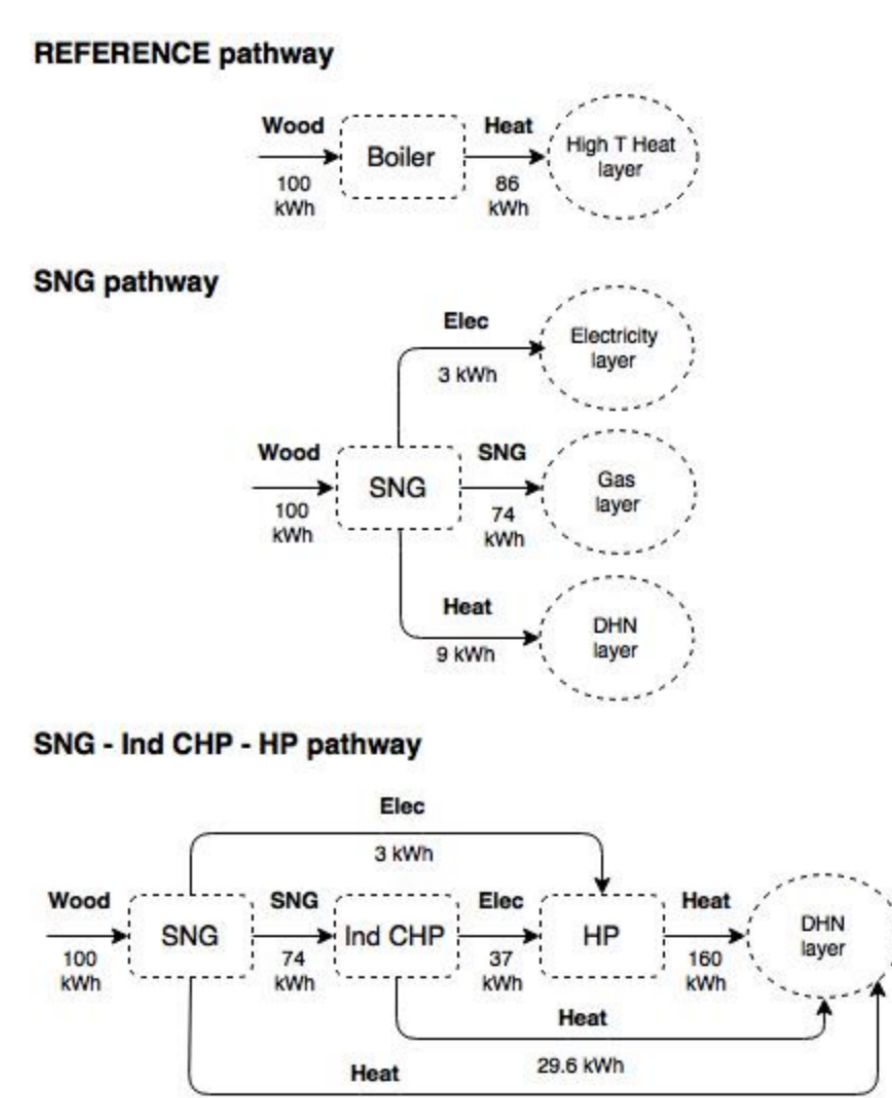 REFERENCE pathway
Wood
Heat
Boiler
High T Heat
layer
100
kWh
86
kWh
SNG pathway
Elec
3 kWh
Electricity
layer
Wood
SNG
SNG
Gas
layer
100
kWh
74
kWh
Heat
9 kWh
DHN
layer
SNG - Ind CHP - HP pathway
Elec
3 kWh
Wood
SNG
Elec
Heat
SNG
Ind CHP
HP
DHN
layer
100
kWh
74
kWh
37
kWh
160
kWh
Heat
29.6 kWh
Heat